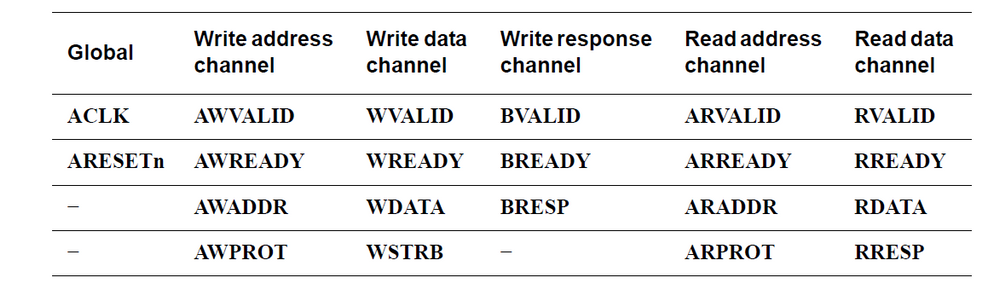 Global Write address channel Write data channel Write response channel Read address channel Read data channel
ACLK AWVALID WVALID BVALID ARVALID RVALID
ARESETn AWREADY WREADY BREADY ARREADY RREADY
– AWADDR WDATA BRESP ARADDR RDATA
– AWPROT WSTRB – ARPROT RRESP